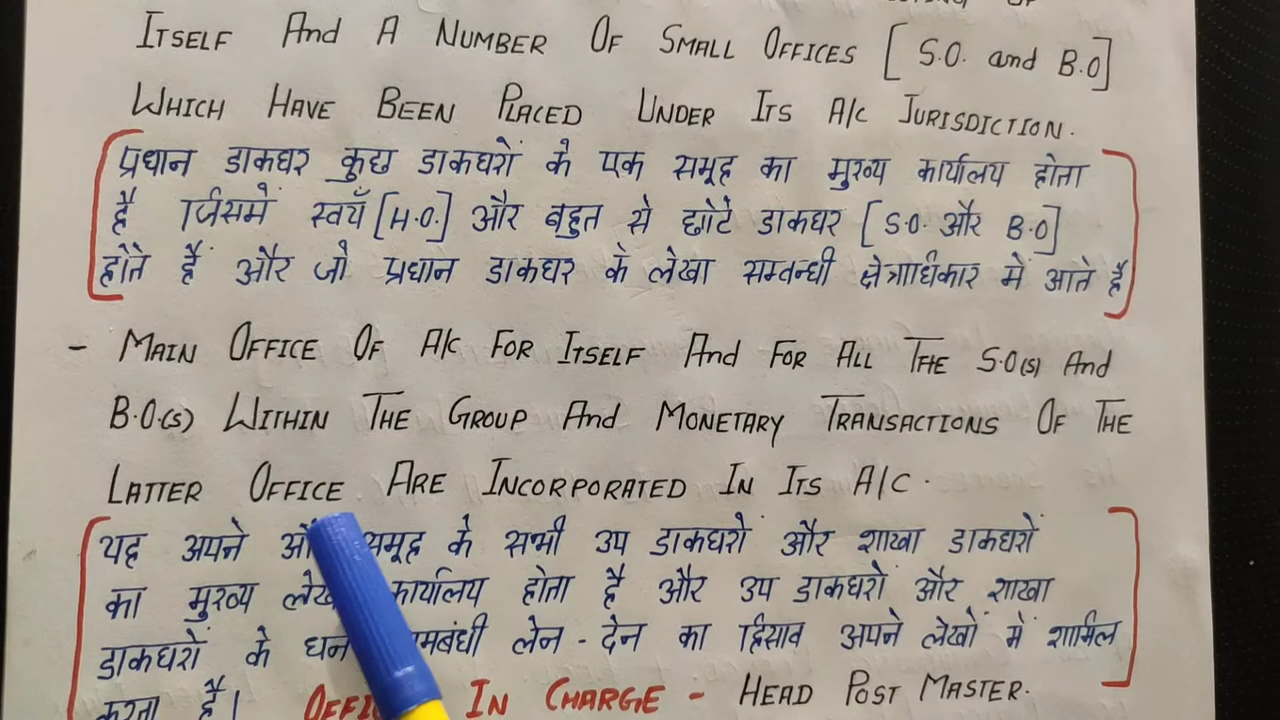 ITSELF AND A NUMBER OF SMALL OFFICES [S.O. and B.O]
WHICH HAVE BEEN PLACED UNDER ITS A/C JURISDICTION.
प्रधान डाकघर कुछ डाकघरों के एक समूह का मुख्य कार्यालय होता
है जिसमें स्वयँ [H.O.] और बहुत से छोटे डाकघर [S.O. और B.O]
होते हैं और जो प्रधान डाकघर के लेखा सम्वन्धी क्षेत्राधिकार में आते हैं
- MAIN OFFICE OF A/C FOR ITSELF AND FOR ALL THE S.O(S) AND
B.O.(S) WITHIN THE GROUP AND MONETARY TRANSACTIONS OF THE
LATTER OFFICE ARE INCORPORATED IN ITS A/C.
यह अपने समूह के सभी उप डाकघरों और शाखा डाकघरों
का मुख्य कार्यालय होता है और उप डाकघरों और शाखा
डाकघरों के धन लेन-देन का हिसाव अपने लेखों में शामिल
करता है। IN CHARGE - HEAD POST MASTER.